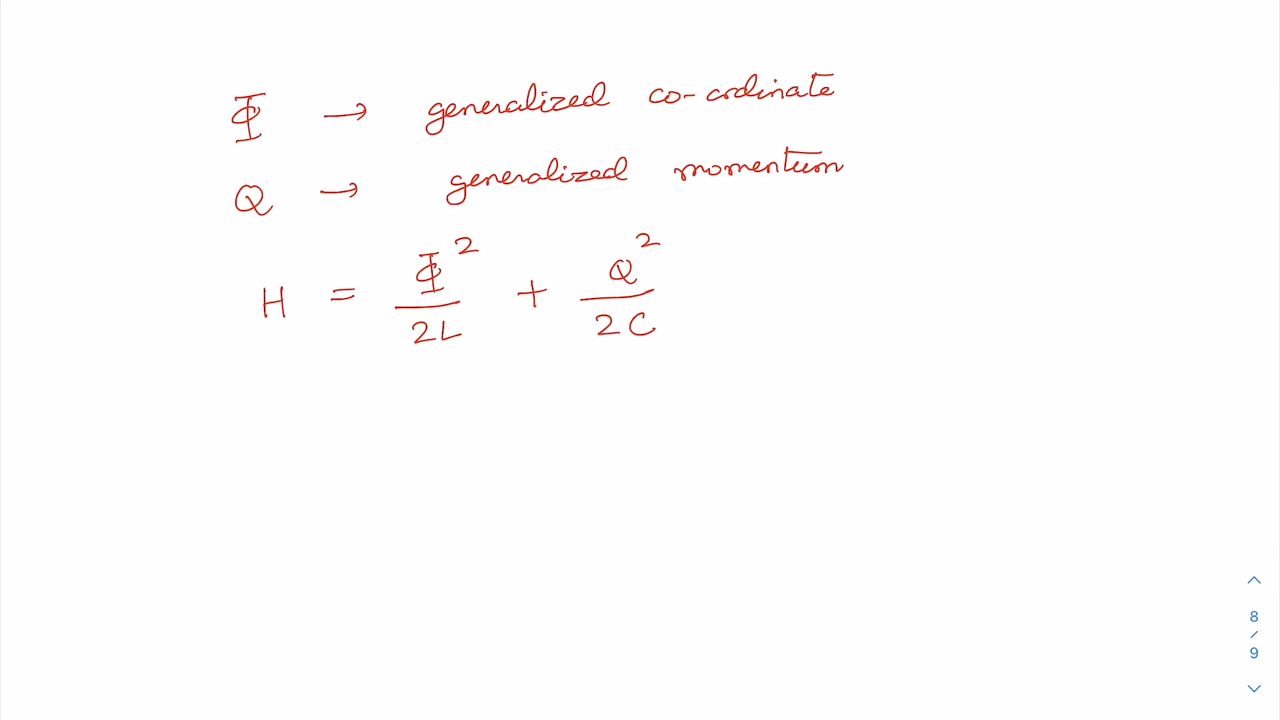 Φ → generalized co-ordinate
Q → generalized momentum
H = Φ²/2L + Q²/2C
8
/
9